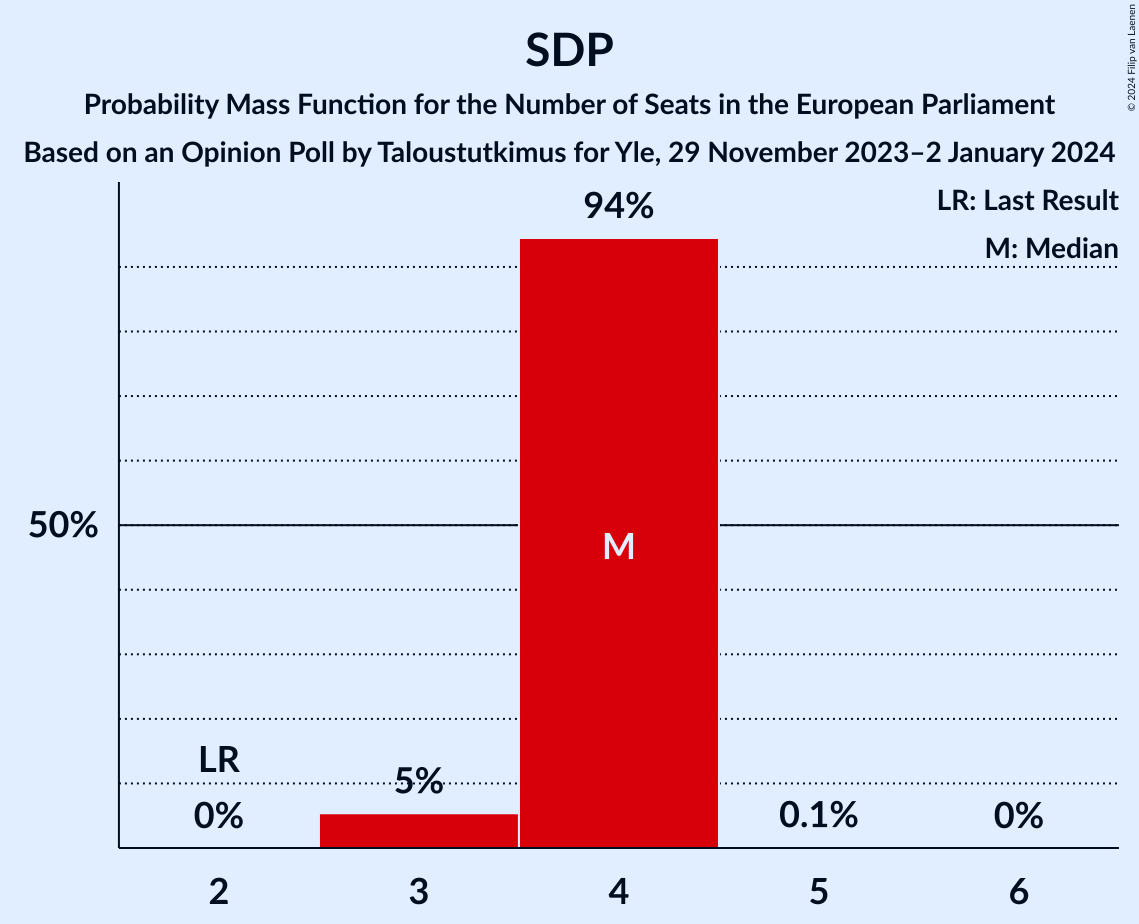 SDP
Probability Mass Function for the Number of Seats in the European Parliament
Based on an Opinion Poll by Taloustutkimus for Yle, 29 November 2023–2 January 2024
© 2024 Filip van Laenen
LR: Last Result
M: Median
94%
50%
M
LR
0%
5%
0.1%
0%
2
3
4
5
6